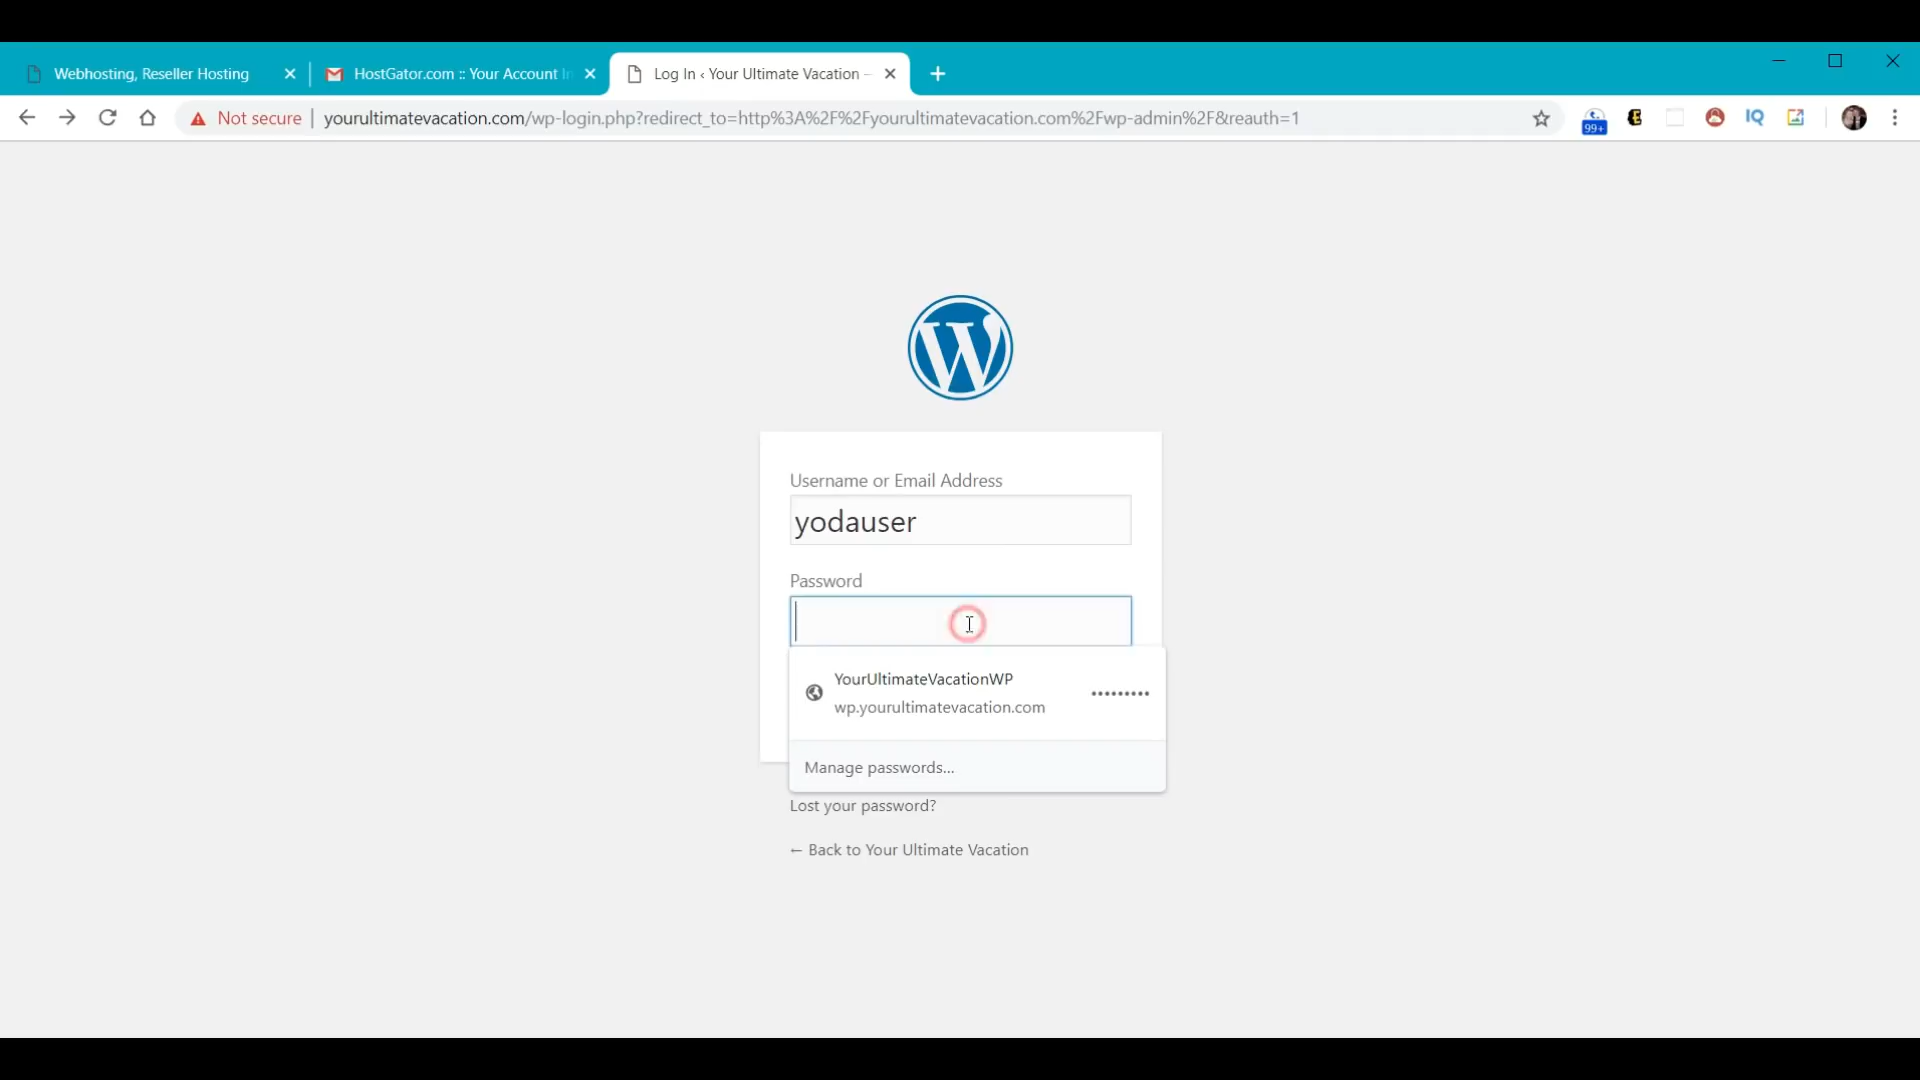 Webhosting, Reseller Hosting
HostGator.com :: Your Account I
Log In ‹ Your Ultimate Vacation –
Not secure
yourultimatevacation.com/wp-login.php?redirect_to=http%3A%2F%2Fyourultimatevacation.com%2Fwp-admin%2F&reauth=1
99+
IQ
Username or Email Address
yodauser
Password
YourUltimateVacationWP
•••••••••
wp.yourultimatevacation.com
Manage passwords...
Lost your password?
← Back to Your Ultimate Vacation